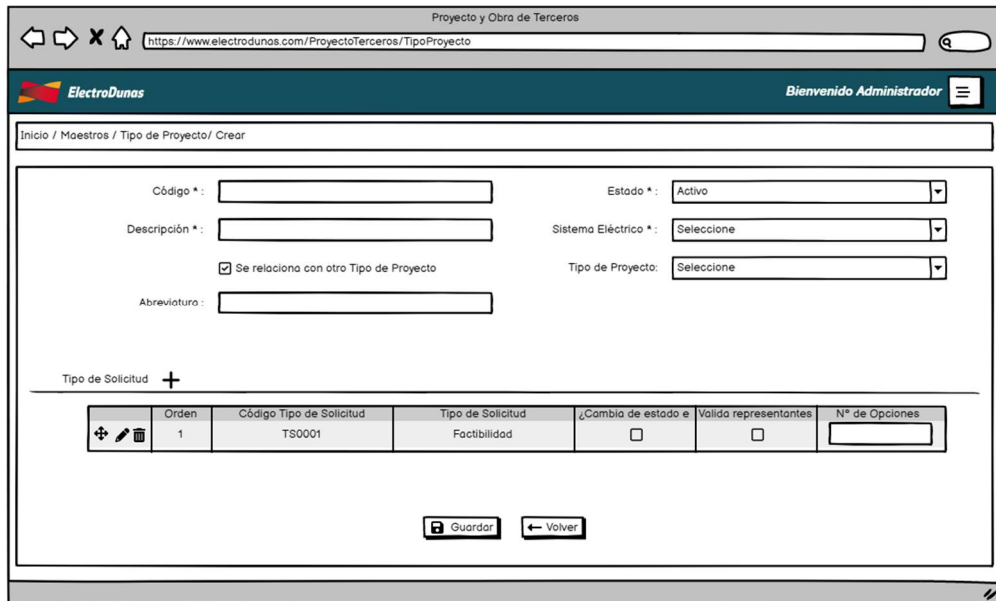 Proyecto y Obra de Terceros
https://www.electrodunas.com/ProyectoTerceros/TipoProyecto
ElectroDunas
Bienvenido Administrador
Inicio / Maestros / Tipo de Proyecto/ Crear
Código * :
Estado * : Activo
Descripción * :
Sistema Eléctrico * : Seleccione
Se relaciona con otro Tipo de Proyecto
Tipo de Proyecto: Seleccione
Abreviatura :
Tipo de Solicitud
Orden Código Tipo de Solicitud Tipo de Solicitud ¿Cambia de estado e Valida representantes N° de Opciones
1 TS0001 Factibilidad
Guardar Volver